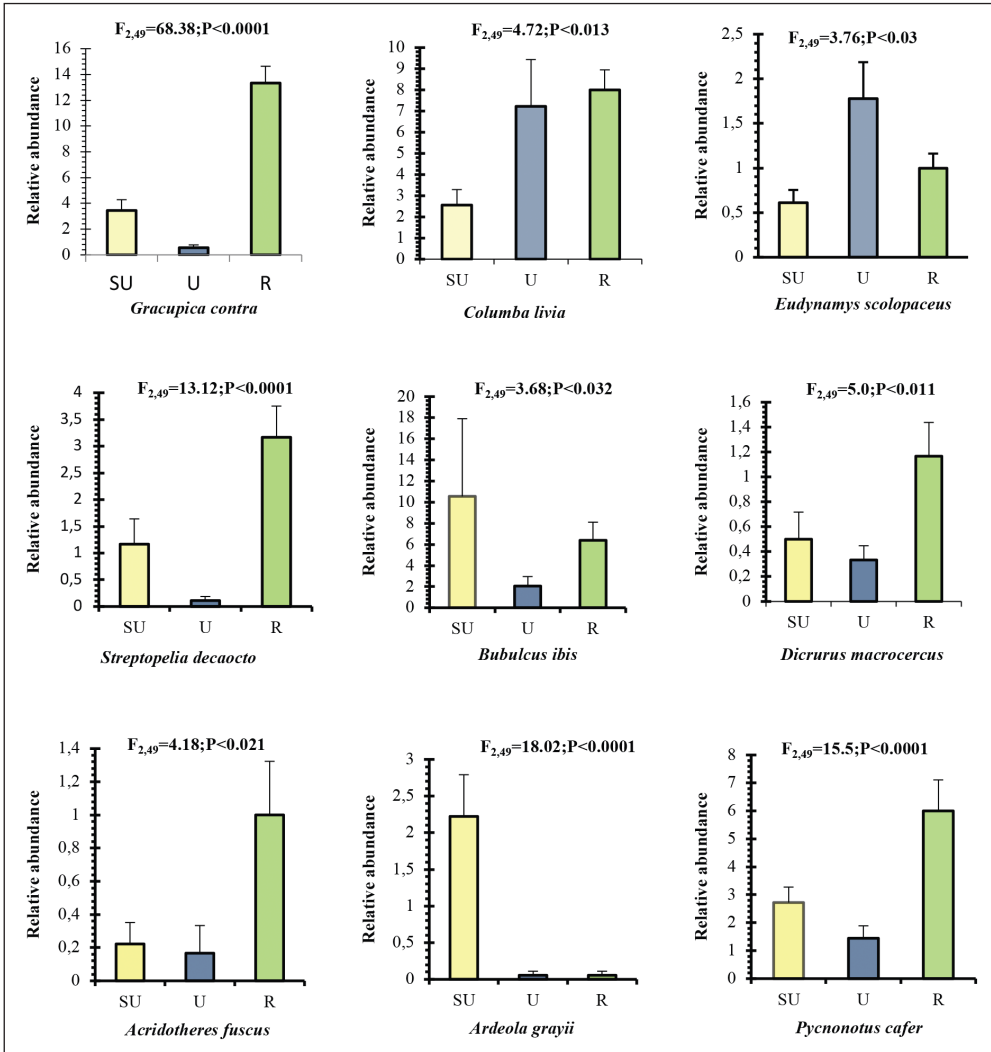 F2,49=68.38;P<0.0001
Relative abundance
16
14
12
10
8
6
4
2
0
SU U R
Gracupica contra
F2,49=4.72;P<0.013
Relative abundance
10
9
8
7
6
5
4
3
2
1
0
SU U R
Columba livia
F2,49=3.76;P<0.03
Relative abundance
2,5
2
1,5
1
0,5
0
SU U R
Eudynamys scolopaceus
F2,49=13.12;P<0.0001
Relative abundance
4
3,5
3
2,5
2
1,5
1
0,5
0
SU U R
Streptopelia decaocto
F2,49=3.68;P<0.032
Relative abundance
20
18
16
14
12
10
8
6
4
2
0
SU U R
Bubulcus ibis
F2,49=5.0;P<0.011
Relative abundance
1,6
1,4
1,2
1
0,8
0,6
0,4
0,2
0
SU U R
Dicrurus macrocercus
F2,49=4.18;P<0.021
Relative abundance
1,4
1,2
1
0,8
0,6
0,4
0,2
0
SU U R
Acridotheres fuscus
F2,49=18.02;P<0.0001
Relative abundance
3
2,5
2
1,5
1
0,5
0
SU U R
Ardeola grayii
F2,49=15.5;P<0.0001
Relative abundance
8
7
6
5
4
3
2
1
0
SU U R
Pycnonotus cafer